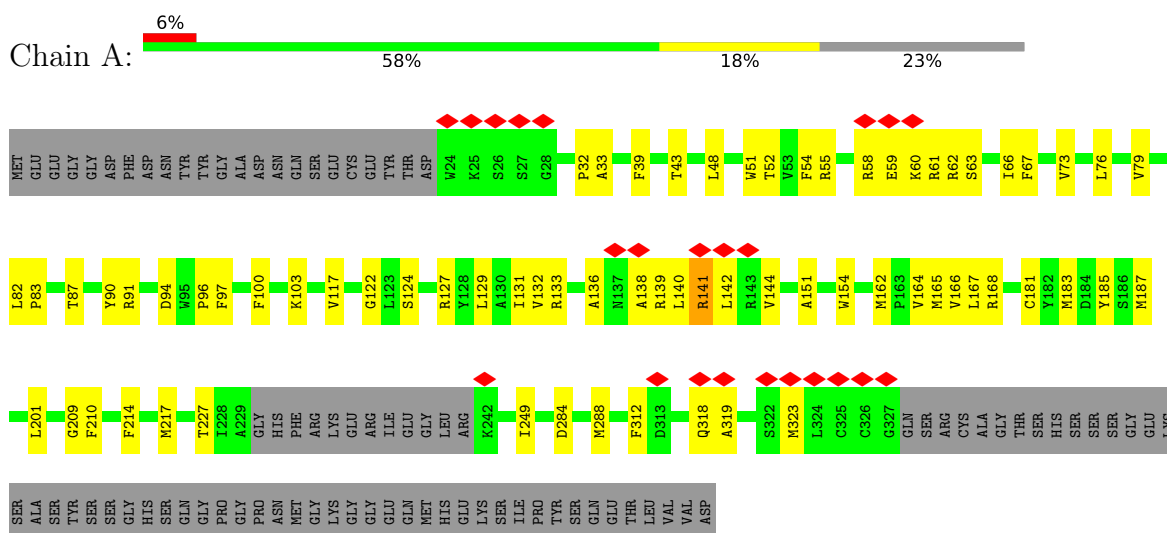 6%
Chain A:
58% 18% 23%
MET GLU GLU GLY GLY ASP PHE ASP ASN TYR TYR GLY ALA ASP ASN GLN SER GLU CYS GLU TYR THR ASP W24 K25 S26 S27 G28 P32 A33 F39 T43 L48 W51 T52 V53 F54 R55 R58 E59 K60 R61 R62 S63 I66 F67 V73 L76 V79
L82 P83 T87 Y90 R91 D94 W95 P96 F97 F100 K103 V117 G122 L123 S124 R127 Y128 L129 A130 I131 V132 R133 A136 N137 A138 R139 L140 R141 L142 R143 V144 A151 W154 M162 P163 V164 M165 V166 L167 R168 C181 Y182 M183 D184 Y185 S186 M187
L201 G209 F210 F214 M217 T227 I228 A229 GLY HIS PHE ARG LYS GLU ARG ILE GLU GLY LEU ARG K242 I249 D284 M288 F312 D313 Q318 A319 S322 M323 L324 C325 C326 G327 GLN SER ARG CYS ALA GLY THR SER HIS SER SER SER GLY GLU
SER ALA SER TYR SER SER GLY HIS SER GLN GLY PRO GLY PRO ASN MET GLY LYS GLY GLY GLU GLN MET HIS GLU LYS SER ILE PRO TYR SER GLN GLU THR LEU VAL VAL ASP